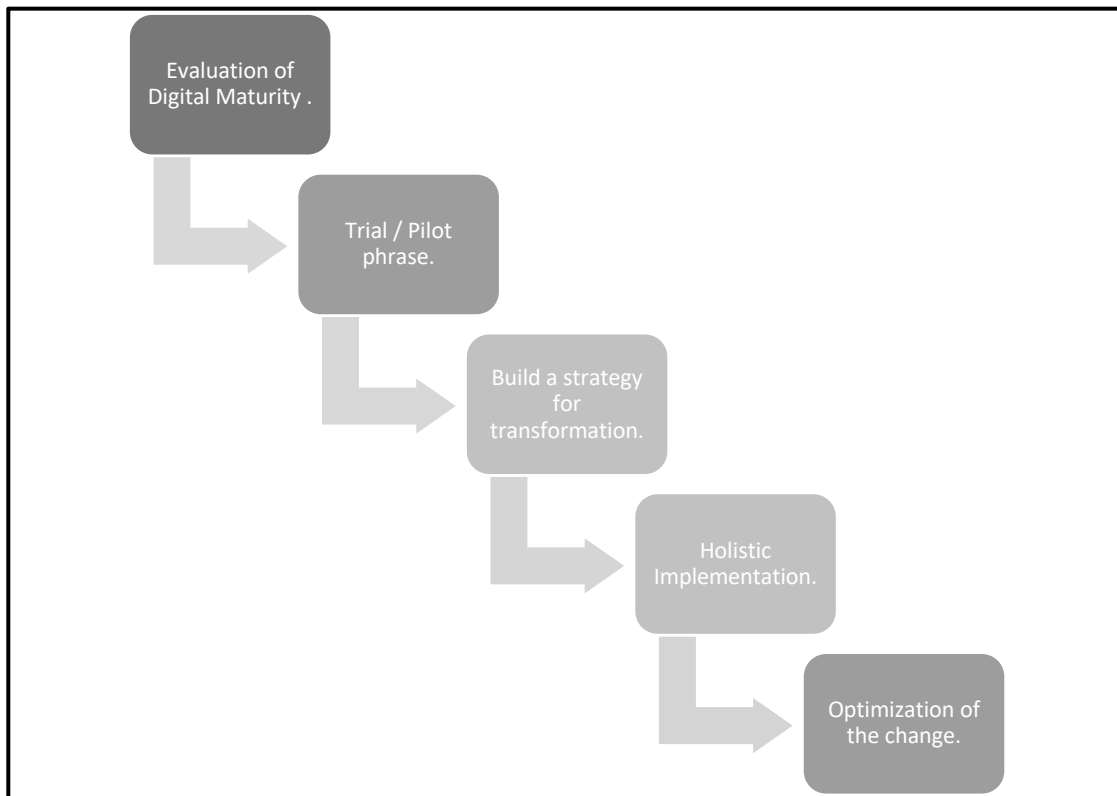 Evaluation of
Digital Maturity .
Trial / Pilot
phrase.
Build a strategy
for
transformation.
Holistic
Implementation.
Optimization of
the change.